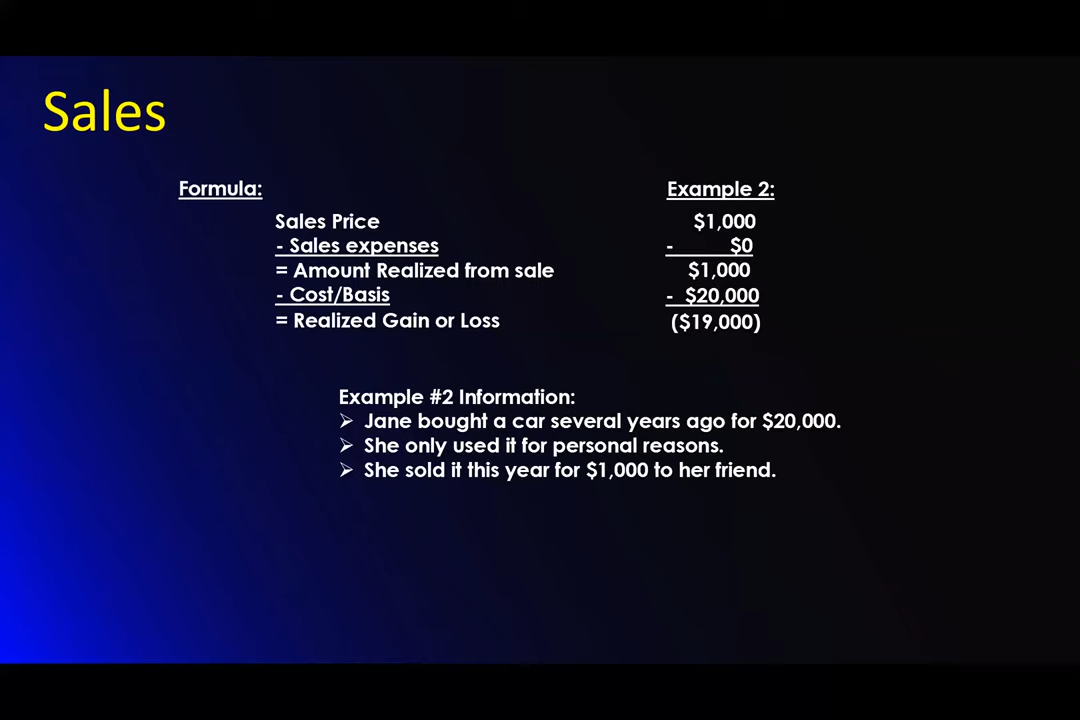 Sales
Formula: Example 2:
Sales Price $1,000
- Sales expenses - $0
= Amount Realized from sale $1,000
- Cost/Basis - $20,000
= Realized Gain or Loss ($19,000)
Example #2 Information:
➢ Jane bought a car several years ago for $20,000.
➢ She only used it for personal reasons.
➢ She sold it this year for $1,000 to her friend.